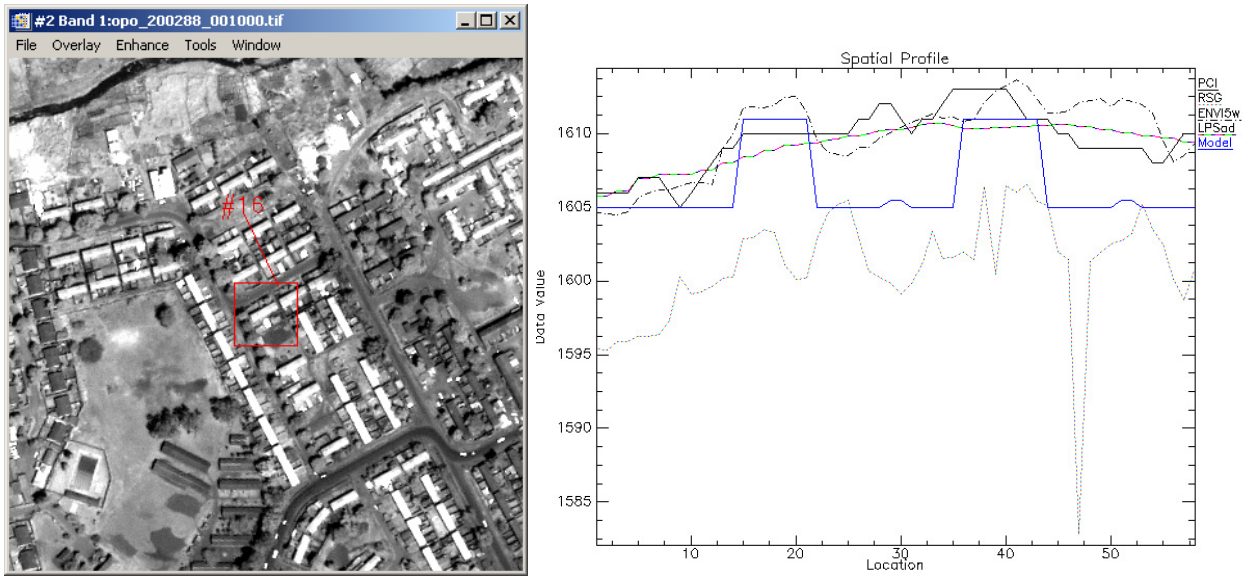 #2 Band 1:opo_200288_001000.tif
File Overlay Enhance Tools Window
#16
Spatial Profile
PCI
RSG
ENVI5w
LPSad
Model
Data Value
1610
1605
1600
1595
1590
1585
10 20 30 40 50
Location